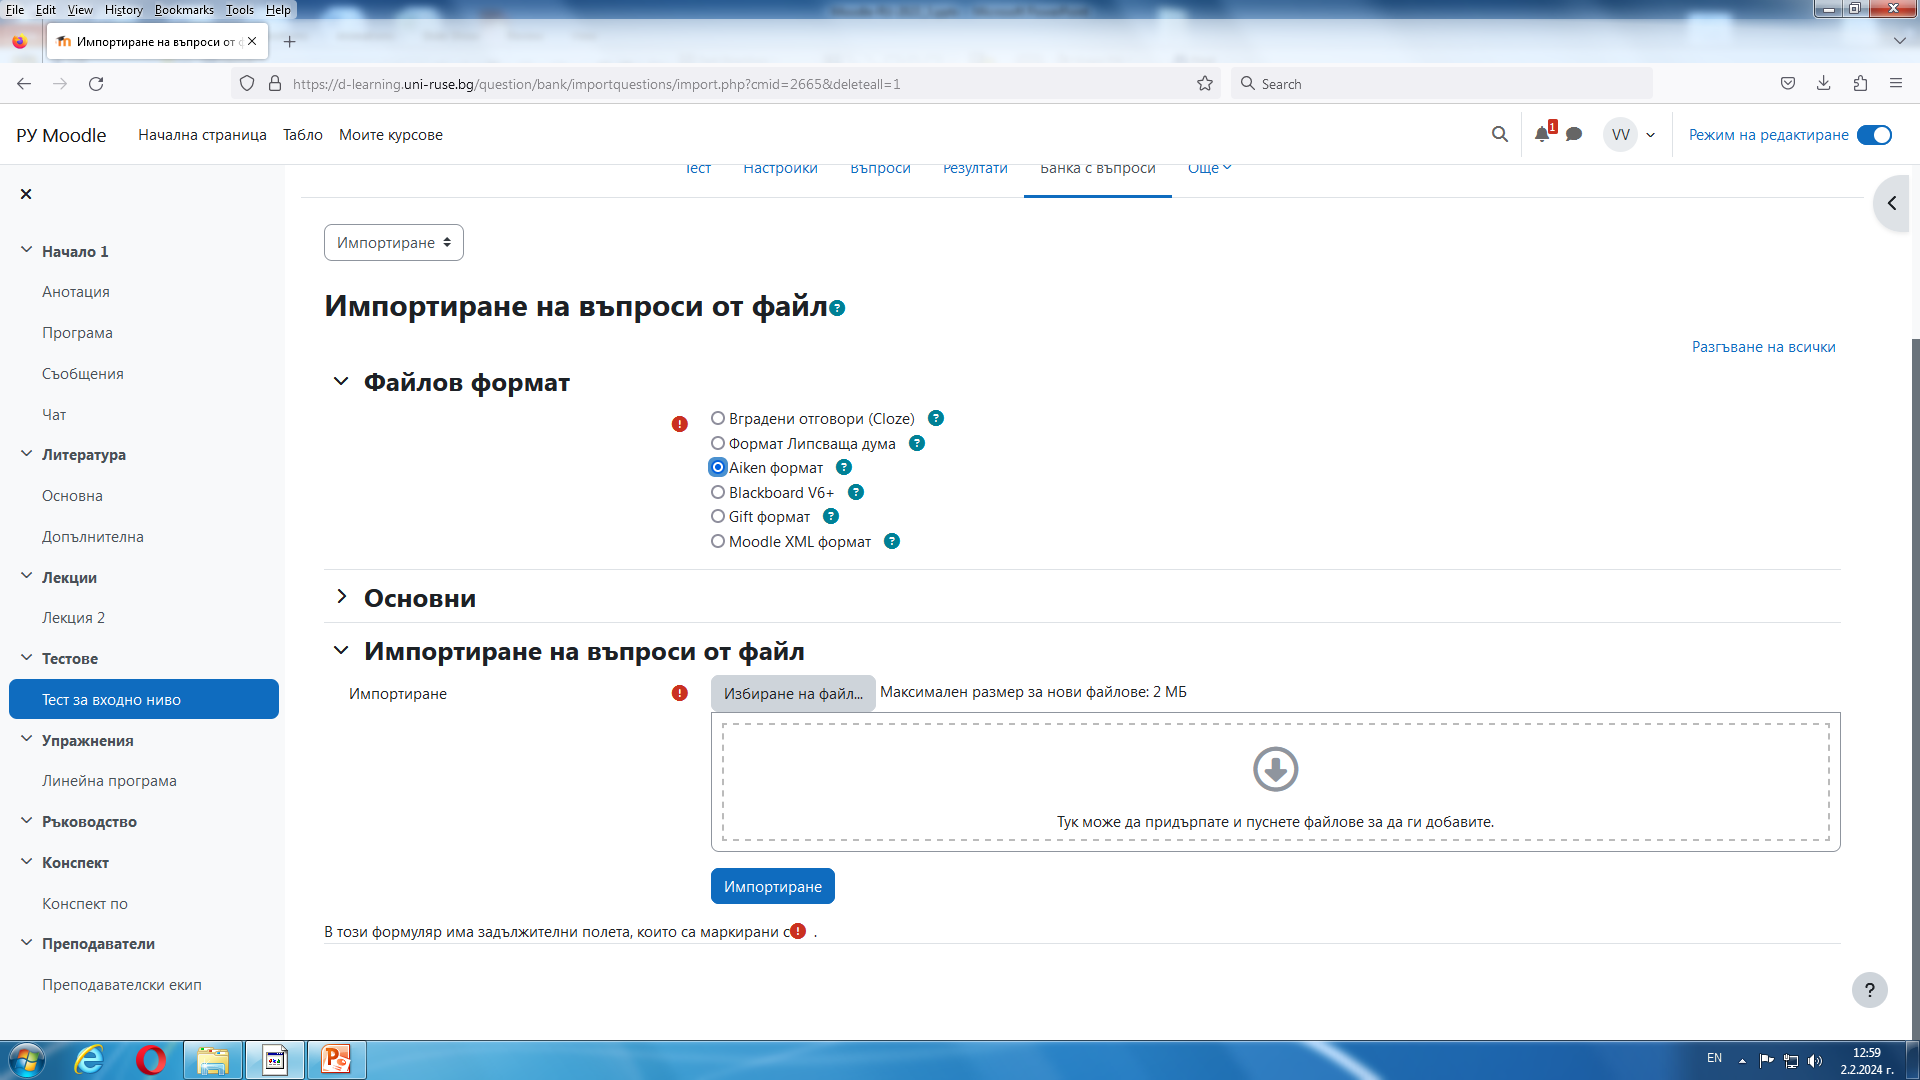 File Edit View History Bookmarks Tools Help
Импортиране на въпроси от ф
https://d-learning.uni-ruse.bg/question/bank/importquestions/import.php?cmid=2665&deleteall=1
Search
РУ Moodle
Начална страница Табло Моите курсове
1
VV
Режим на редактиране
Тест Настройки Въпроси Резултати Банка с въпроси Още
Начало 1
Анотация
Програма
Съобщения
Чат
Литература
Основна
Допълнителна
Лекции
Лекция 2
Тестове
Тест за входно ниво
Упражнения
Линейна програма
Ръководство
Конспект
Конспект по
Преподаватели
Преподавателски екип
Импортиране
Импортиране на въпроси от файл
Разгъване на всички
Файлов формат
Вградени отговори (Cloze)
Формат Липсваща дума
Aiken формат
Blackboard V6+
Gift формат
Moodle XML формат
Основни
Импортиране на въпроси от файл
Импортиране
Избиране на файл... Максимален размер за нови файлове: 2 МБ
Тук може да придърпате и пуснете файлове за да ги добавите.
Импортиране
В този формуляр има задължителни полета, които са маркирани с .
?
EN
12:59
2.2.2024 г.